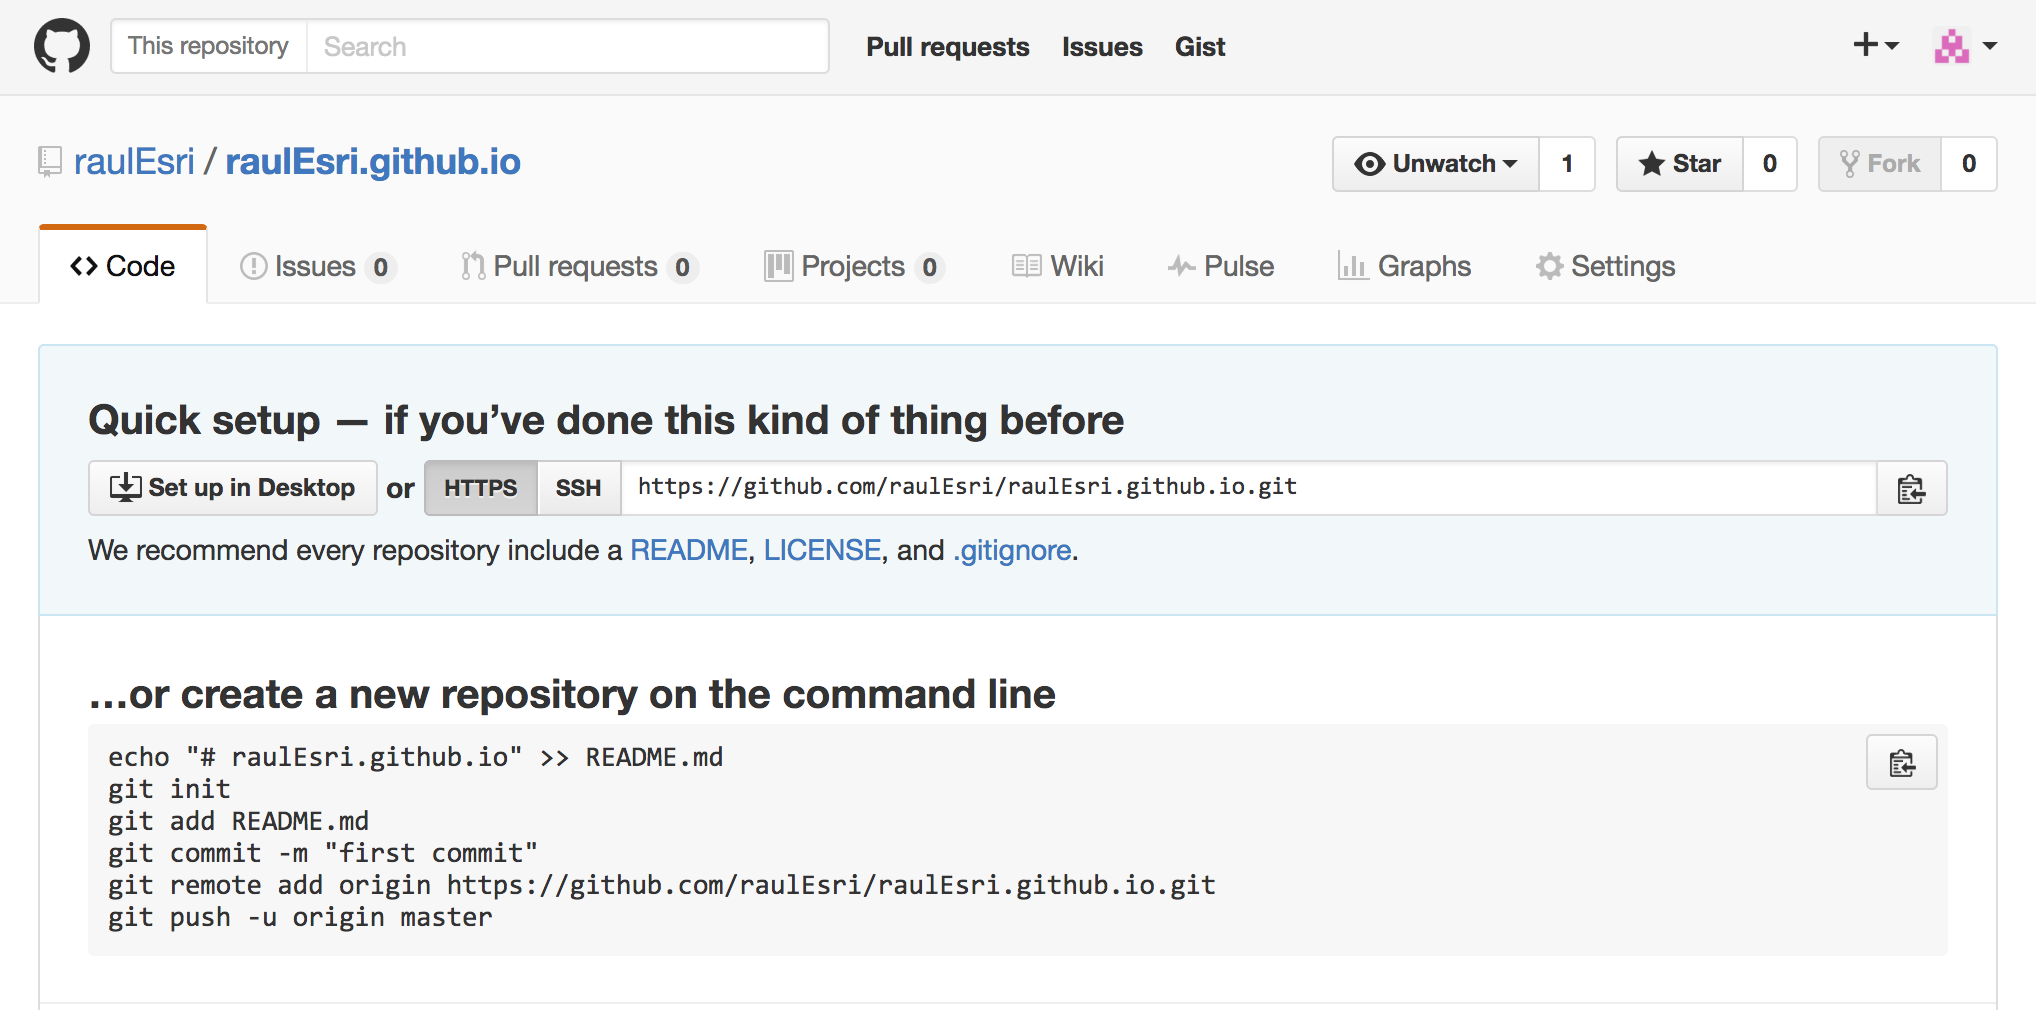 This repository Search Pull requests Issues Gist
raulEsri / raulEsri.github.io Unwatch 1 Star 0 Fork 0
Code Issues 0 Pull requests 0 Projects 0 Wiki Pulse Graphs Settings
Quick setup — if you’ve done this kind of thing before
Set up in Desktop or HTTPS SSH https://github.com/raulEsri/raulEsri.github.io.git
We recommend every repository include a README, LICENSE, and .gitignore.
…or create a new repository on the command line
echo "# raulEsri.github.io" >> README.md
git init
git add README.md
git commit -m "first commit"
git remote add origin https://github.com/raulEsri/raulEsri.github.io.git
git push -u origin master